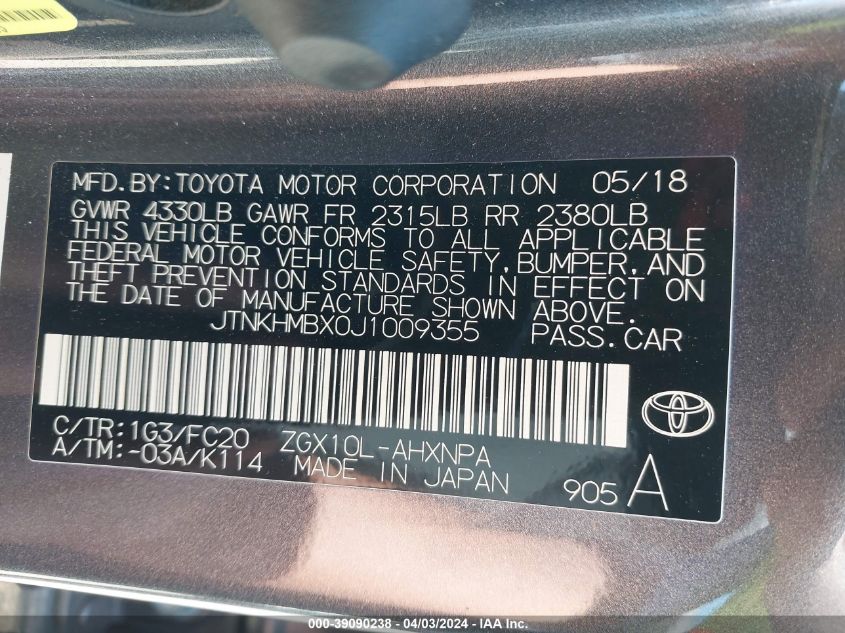 MFD.BY:TOYOTA MOTOR CORPORATION 05/18
GVWR 4330LB GAWR FR 2315LB RR 2380LB
THIS VEHICLE CONFORMS TO ALL APPLICABLE
FEDERAL MOTOR VEHICLE SAFETY,BUMPER,AND
THEFT PREVENTION STANDARDS IN EFFECT ON
THE DATE OF MANUFACTURE SHOWN ABOVE.
JTNKHMBX0J1009355 PASS.CAR
C/TR:1G3/FC20 ZGX10L-AHXNPA
A/TM:-03A/K114 MADE IN JAPAN
905 A
000-39090238 - 04/03/2024 - IAA Inc.